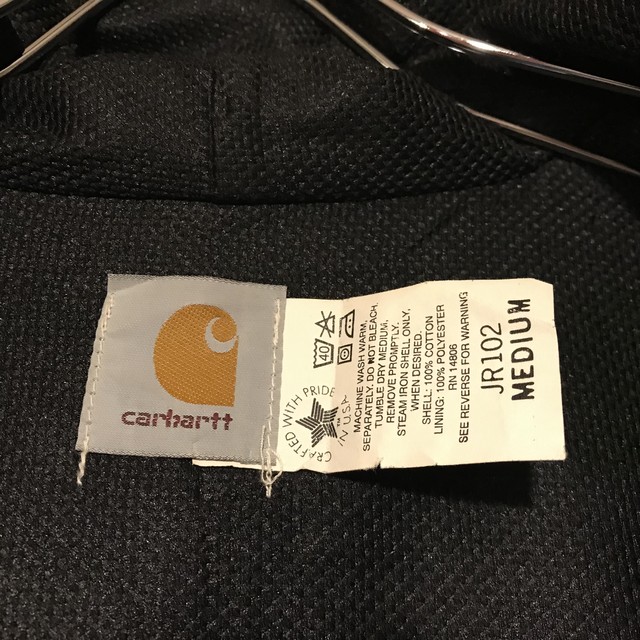 carhartt
CRAFTED WITH PRIDE
IN U.S.A.
140
MACHINE WASH WARM.
SEPARATELY. DO NOT BLEACH.
TUMBLE DRY MEDIUM.
REMOVE PROMPTLY.
STEAM IRON SHELL ONLY.
WHEN DESIRED.
SHELL: 100% COTTON
LINING: 100% POLYESTER
RN 14806
SEE REVERSE FOR WARNING
JR102
MEDIUM